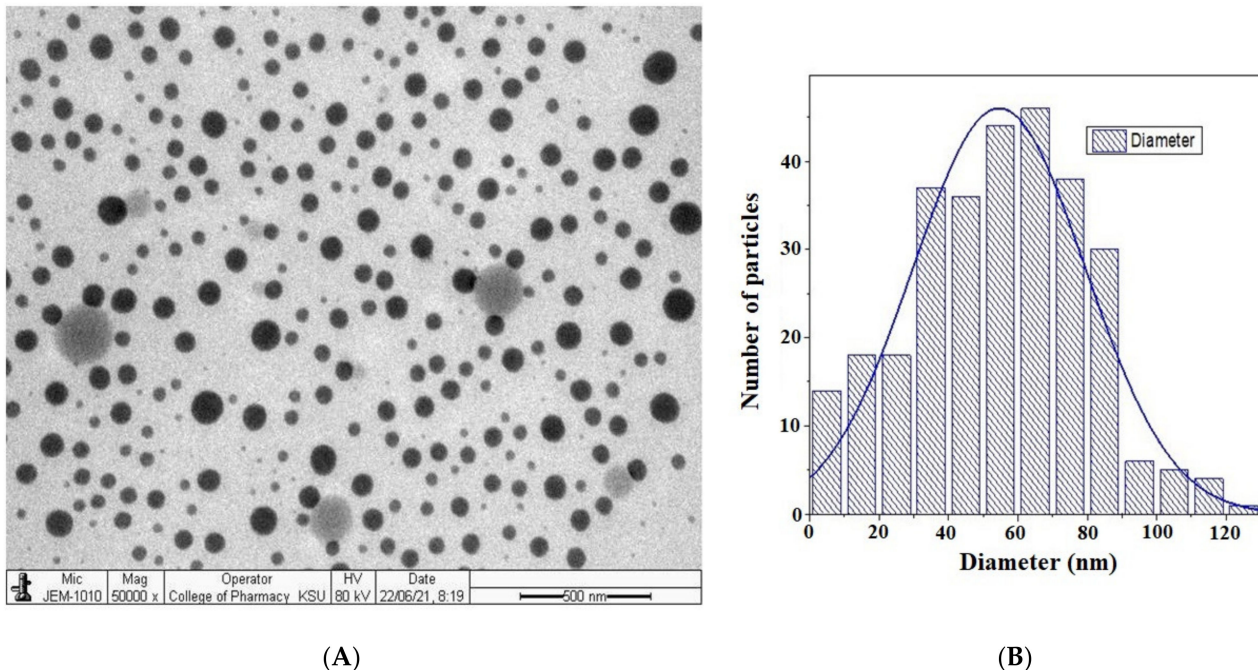 Mic Mag Operator HV Date
JEM-1010 50000 x College of Pharmacy KSU 80 kV 22/06/21, 8:19 500 nm
Diameter
Number of particles
40
30
20
10
0
0 20 40 60 80 100 120
Diameter (nm)
(A) (B)